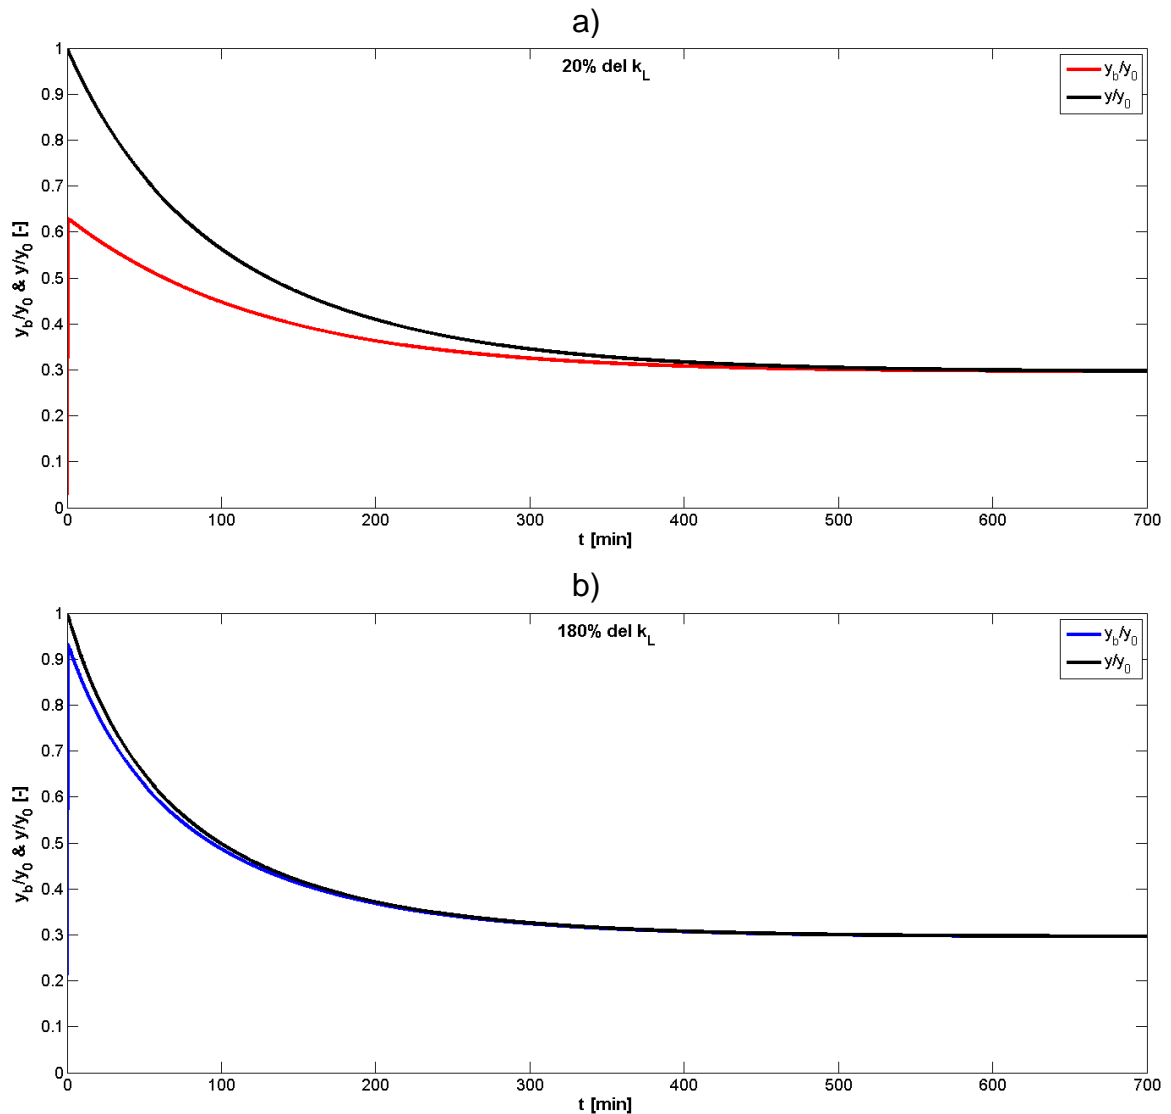 a)
20% del k_L
y_b/y_0
y/y_0
y_b/y_0 & y/y_0 [-]
1
0.9
0.8
0.7
0.6
0.5
0.4
0.3
0.2
0.1
0
0 100 200 300 400 500 600 700
t [min]
b)
180% del k_L
y_b/y_0
y/y_0
y_b/y_0 & y/y_0 [-]
1
0.9
0.8
0.7
0.6
0.5
0.4
0.3
0.2
0.1
0
0 100 200 300 400 500 600 700
t [min]